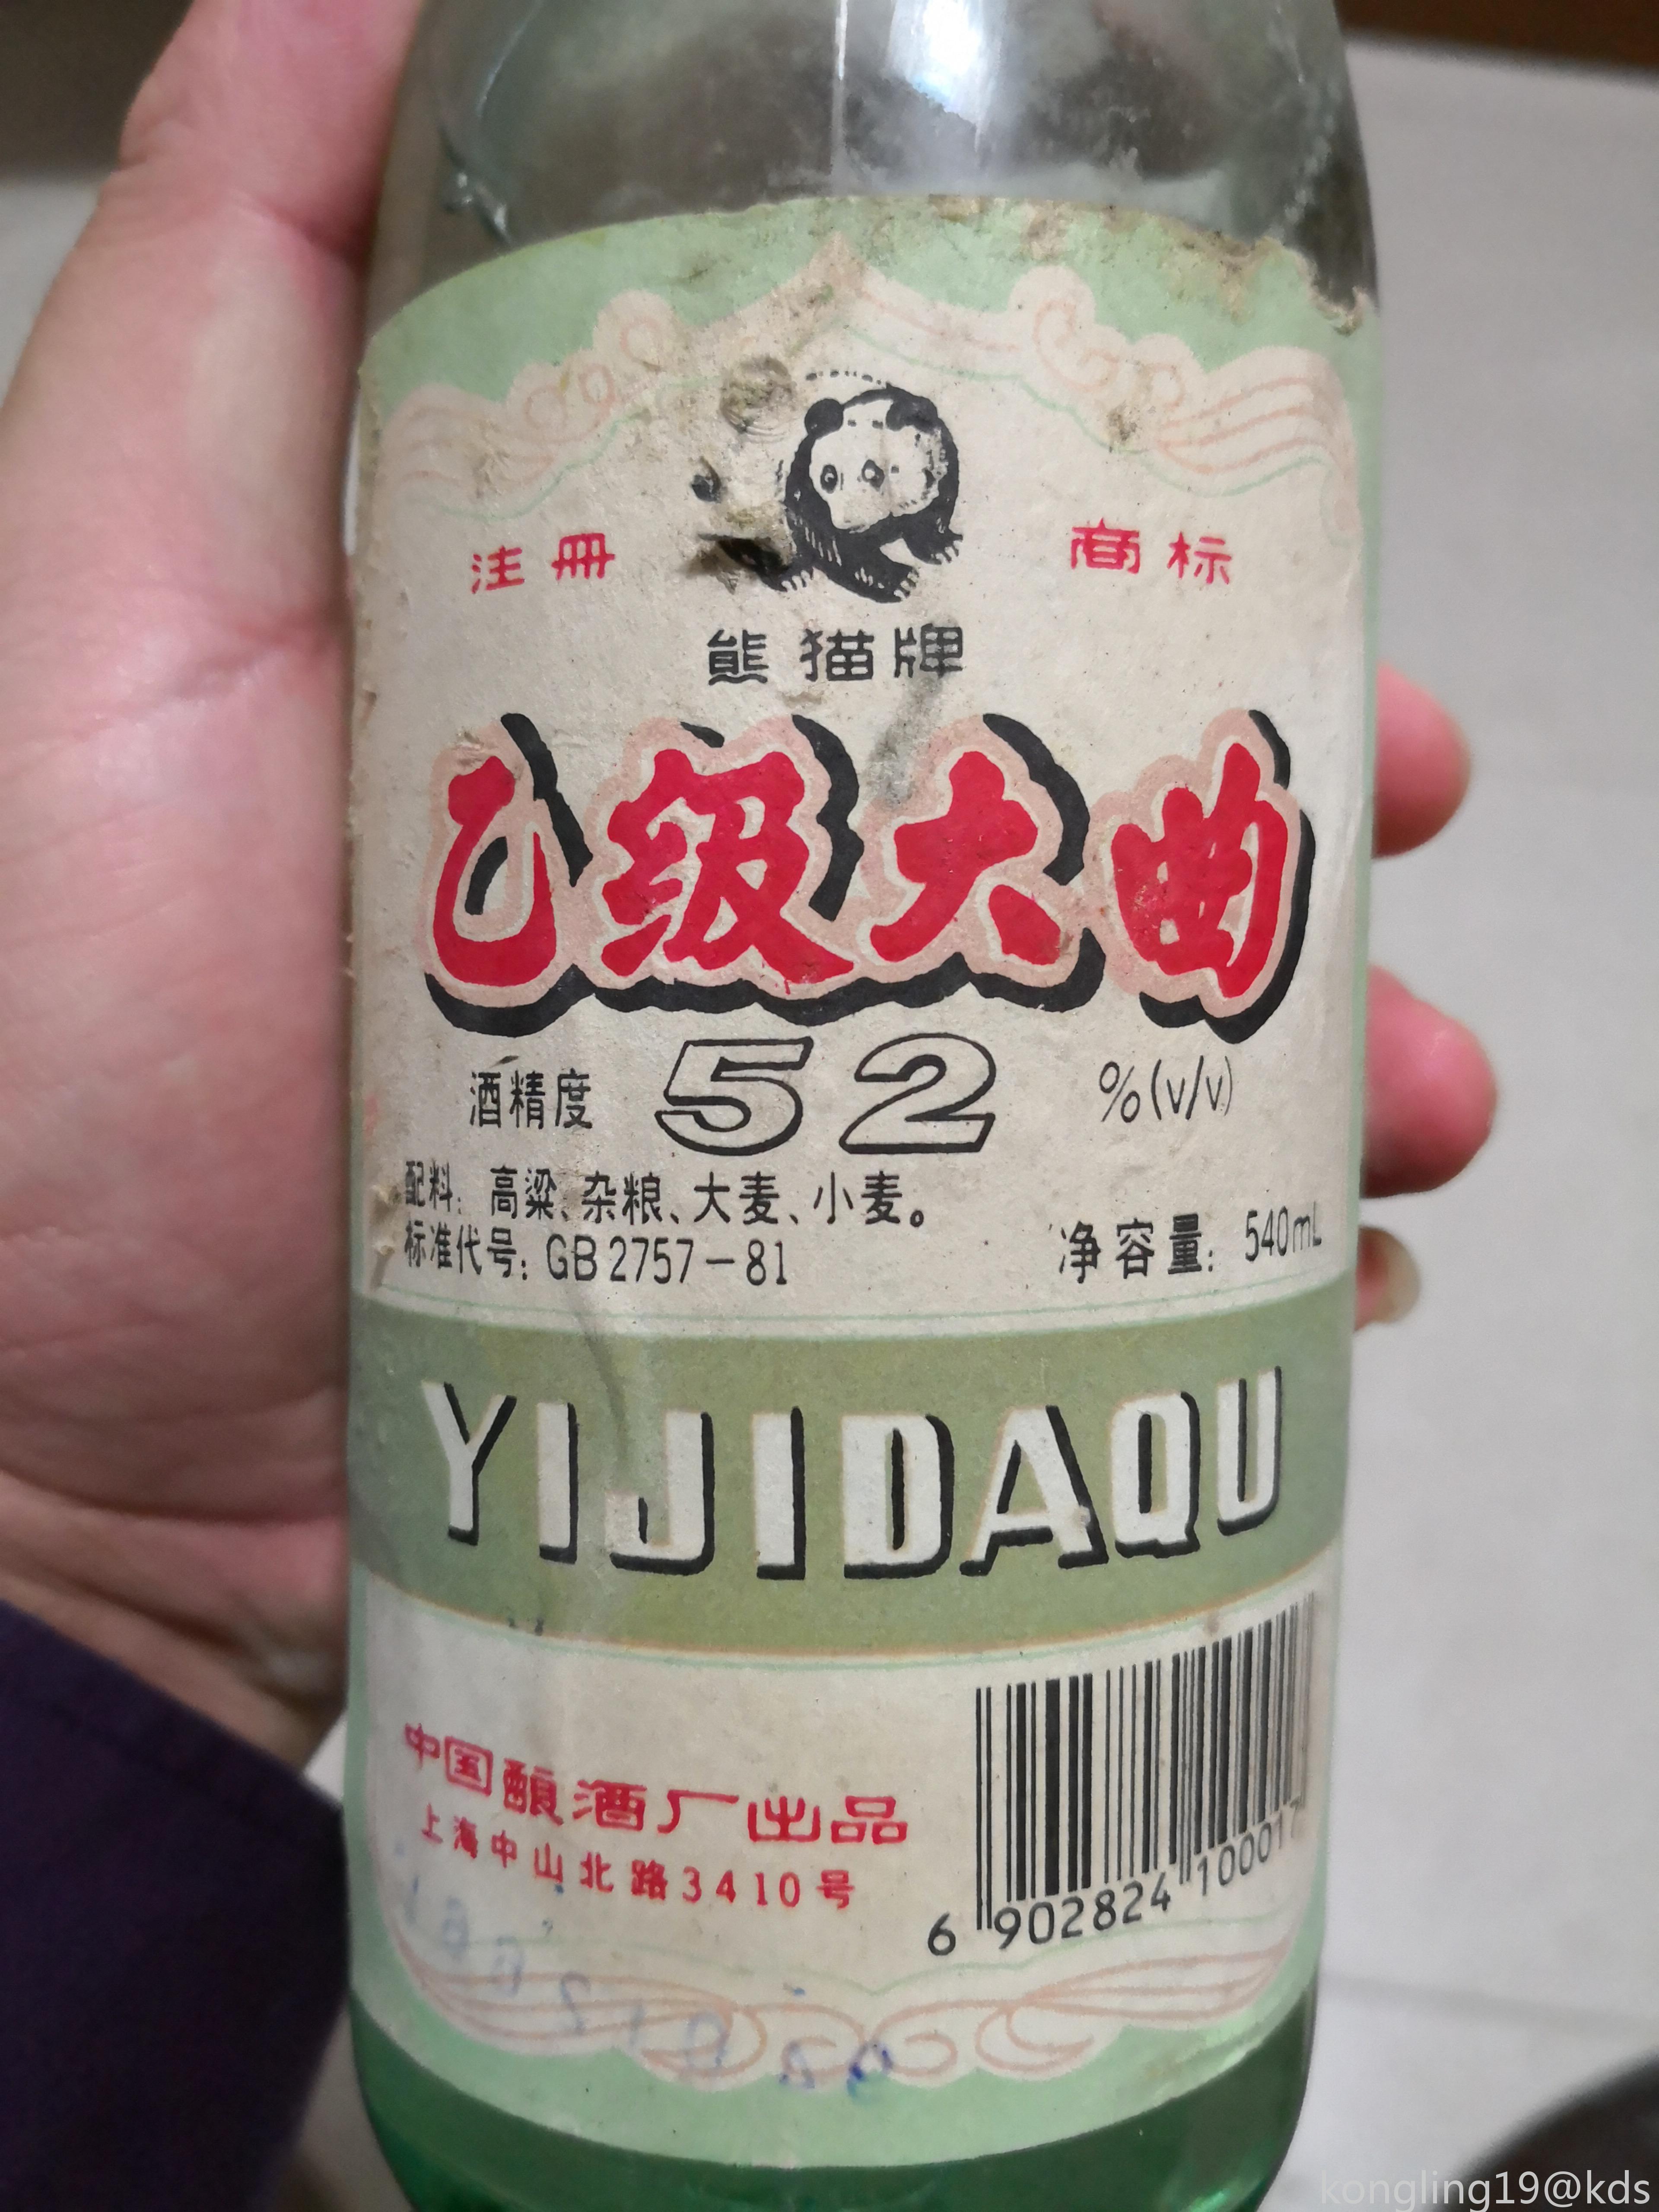 注册 商标
熊猫牌
乙级大曲
酒精度 52 %(v/v)
配料：高粱、杂粮、大麦、小麦。
标准代号：GB2757－81
净容量：540mL
YIJIDAQU
中国酿酒厂出品
上海中山北路3410号
6 902824 100017
kongling19@kds